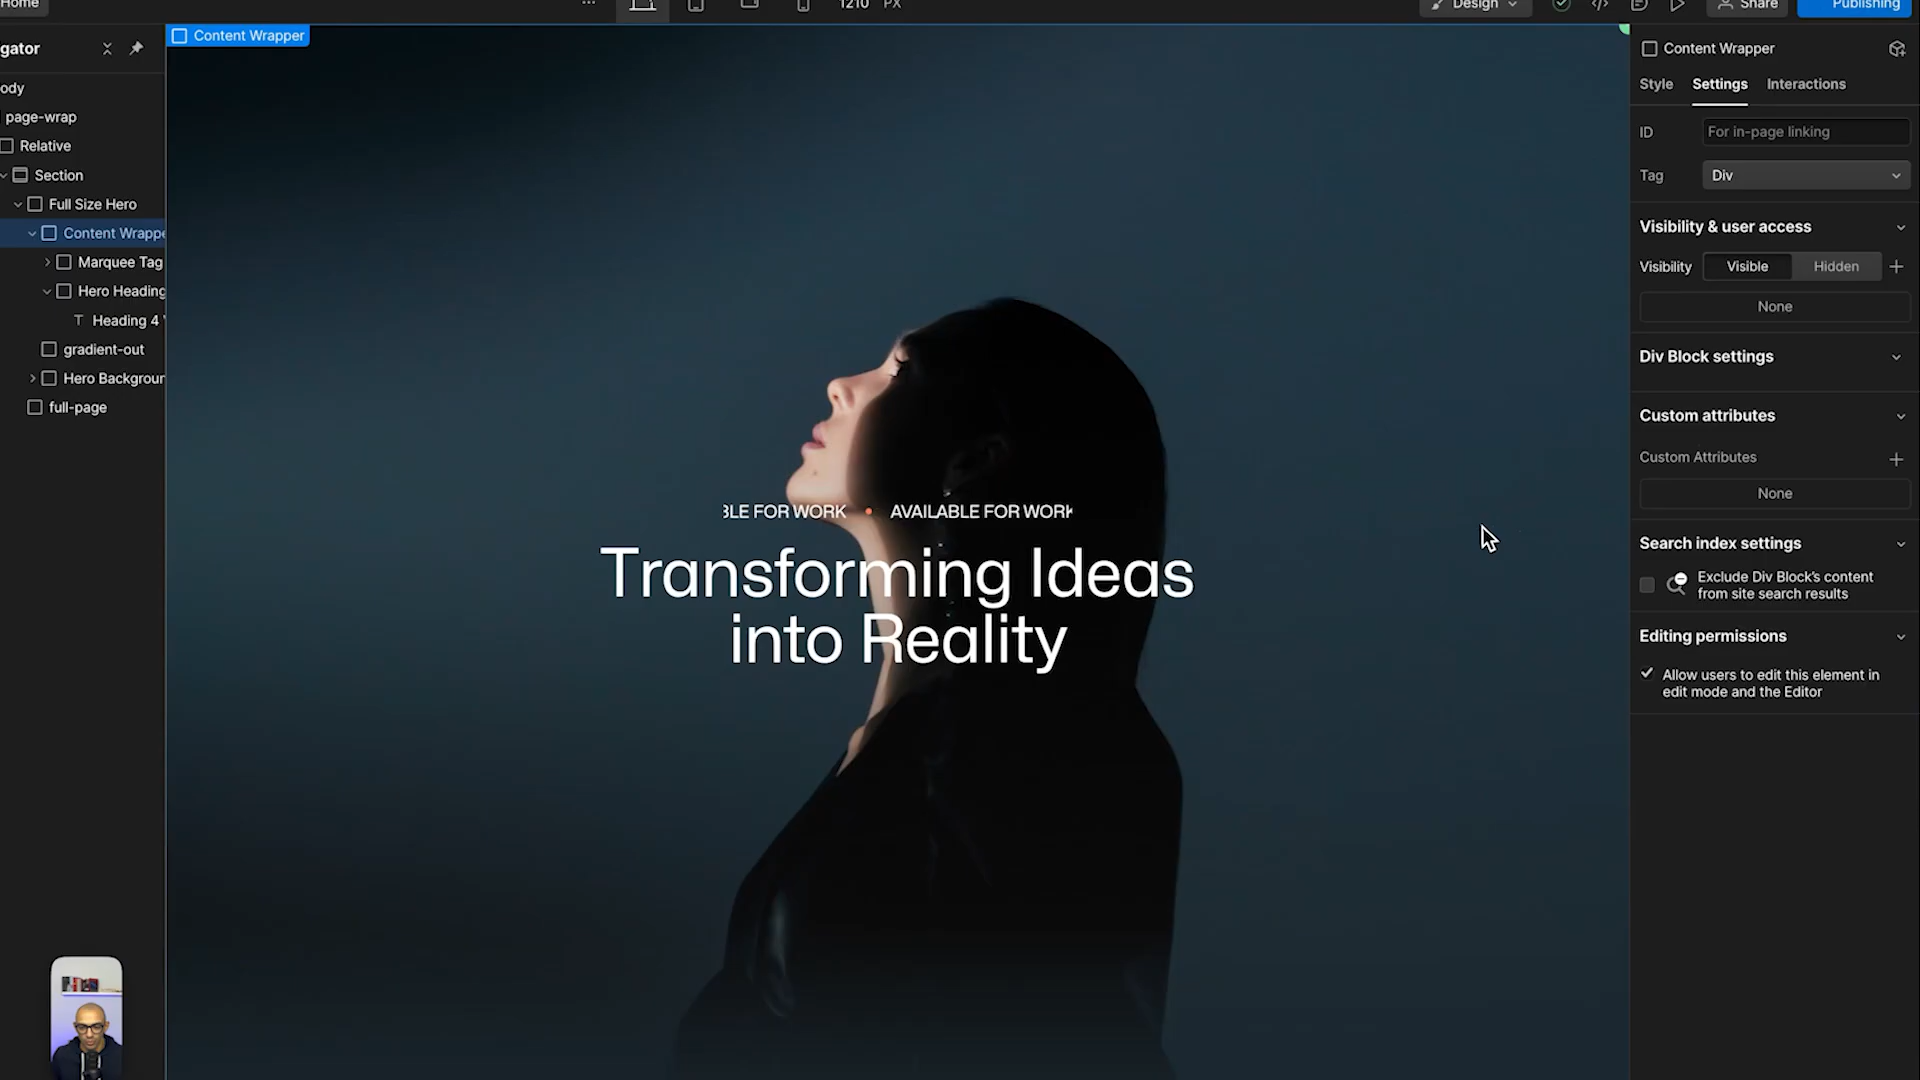 Home
1210 PX
Design
Share
Publishing
gator
ody
page-wrap
Relative
Section
Full Size Hero
Content Wrappe
Marquee Tag
Hero Heading
Heading 4
gradient-out
Hero Backgroun
full-page
Content Wrapper
BLE FOR WORK • AVAILABLE FOR WORK
Transforming Ideas
into Reality
Content Wrapper
Style Settings Interactions
ID For in-page linking
Tag Div
Visibility & user access
Visibility Visible Hidden
None
Div Block settings
Custom attributes
Custom Attributes
None
Search index settings
Exclude Div Block's content
from site search results
Editing permissions
Allow users to edit this element in
edit mode and the Editor